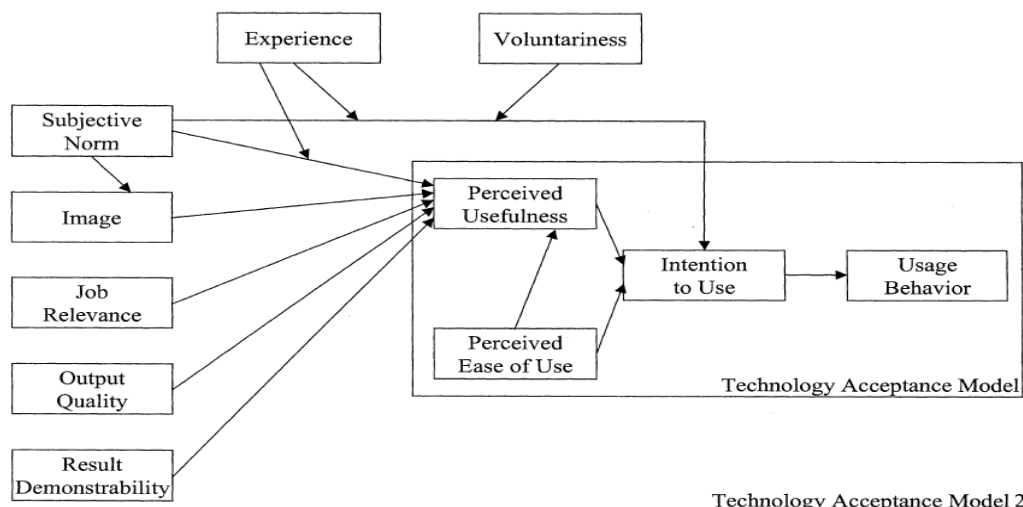 Experience
Voluntariness
Subjective
Norm
Image
Perceived
Usefulness
Job
Relevance
Intention
to Use
Usage
Behavior
Perceived
Ease of Use
Output
Quality
Technology Acceptance Model
Result
Demonstrability
Technology Acceptance Model 2